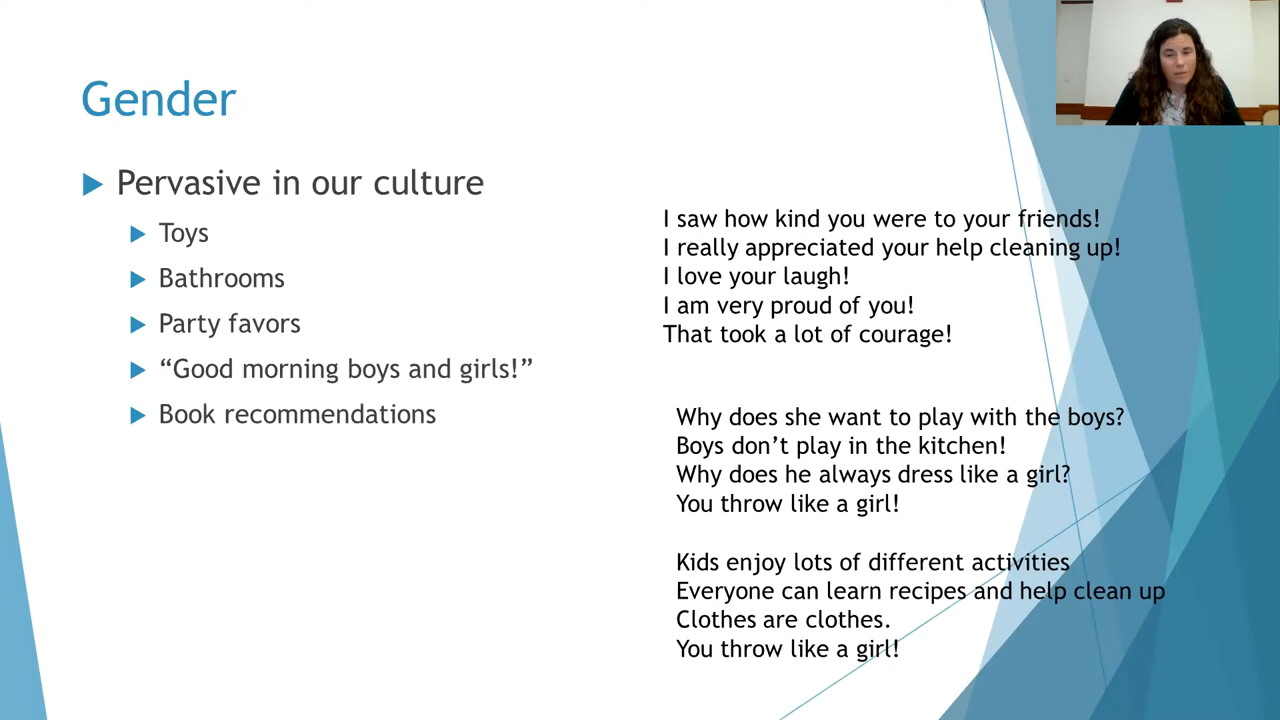 Gender
Pervasive in our culture
Toys
Bathrooms
Party favors
“Good morning boys and girls!”
Book recommendations
I saw how kind you were to your friends!
I really appreciated your help cleaning up!
I love your laugh!
I am very proud of you!
That took a lot of courage!
Why does she want to play with the boys?
Boys don’t play in the kitchen!
Why does he always dress like a girl?
You throw like a girl!
Kids enjoy lots of different activities
Everyone can learn recipes and help clean up
Clothes are clothes.
You throw like a girl!